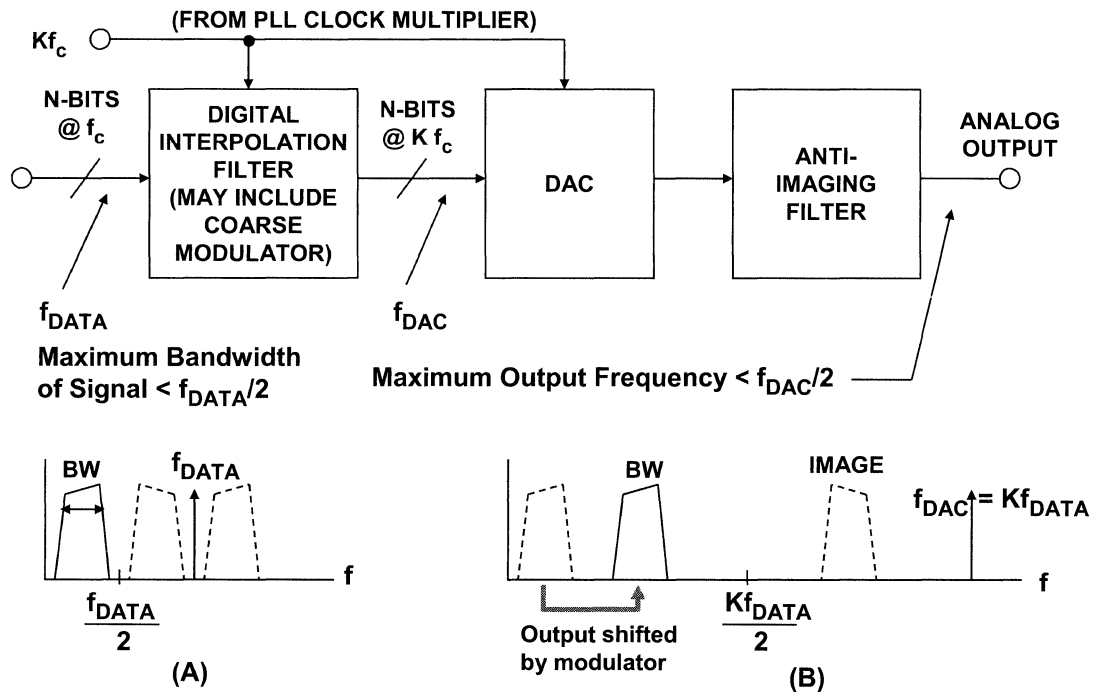 (FROM PLL CLOCK MULTIPLIER)
Kfc
N-BITS
@ fc
DIGITAL
INTERPOLATION
FILTER
(MAY INCLUDE
COARSE
MODULATOR)
N-BITS
@ K fc
DAC
ANTI-
IMAGING
FILTER
ANALOG
OUTPUT
fDATA
Maximum Bandwidth
of Signal < fDATA/2
fDAC
Maximum Output Frequency < fDAC/2
BW
fDATA
f
fDATA
2
(A)
BW
IMAGE
fDAC = KfDATA
f
KfDATA
2
Output shifted
by modulator
(B)